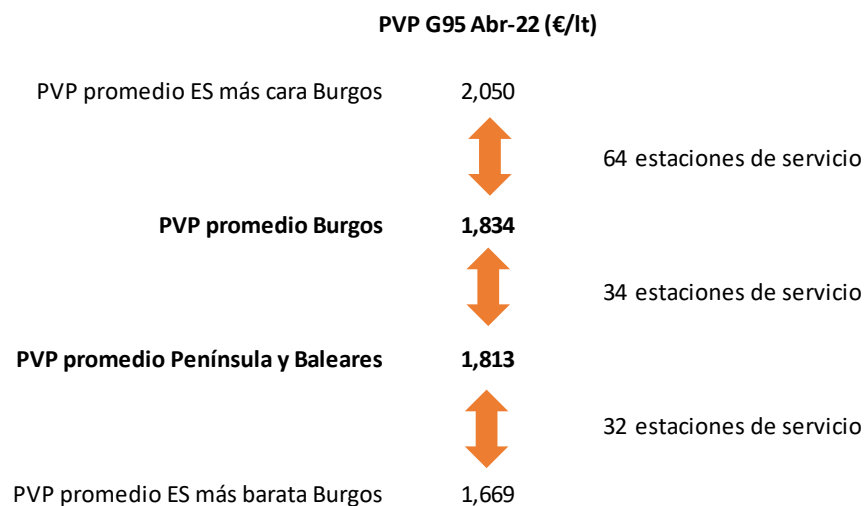 PVP G95 Abr-22 (€/lt)
PVP promedio ES más cara Burgos 2,050
64 estaciones de servicio
PVP promedio Burgos 1,834
34 estaciones de servicio
PVP promedio Península y Baleares 1,813
32 estaciones de servicio
PVP promedio ES más barata Burgos 1,669